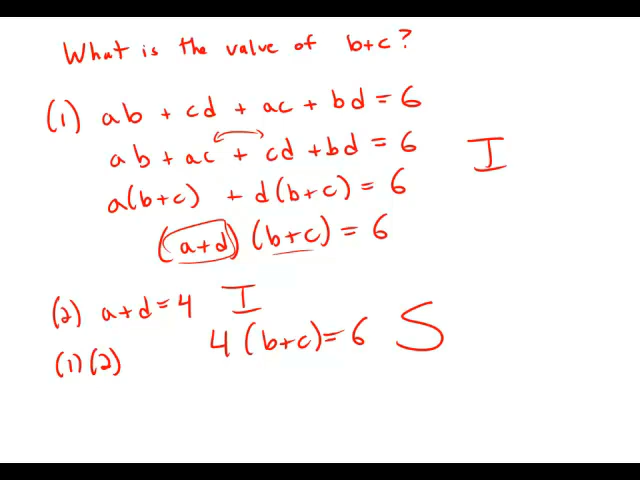 What is the value of b+c?
(1) ab + cd + ac + bd = 6
ab + ac + cd + bd = 6
I
a(b+c) + d(b+c) = 6
(a+d)(b+c) = 6
(2) a+d=4 I
(1)(2) 4(b+c)=6 S